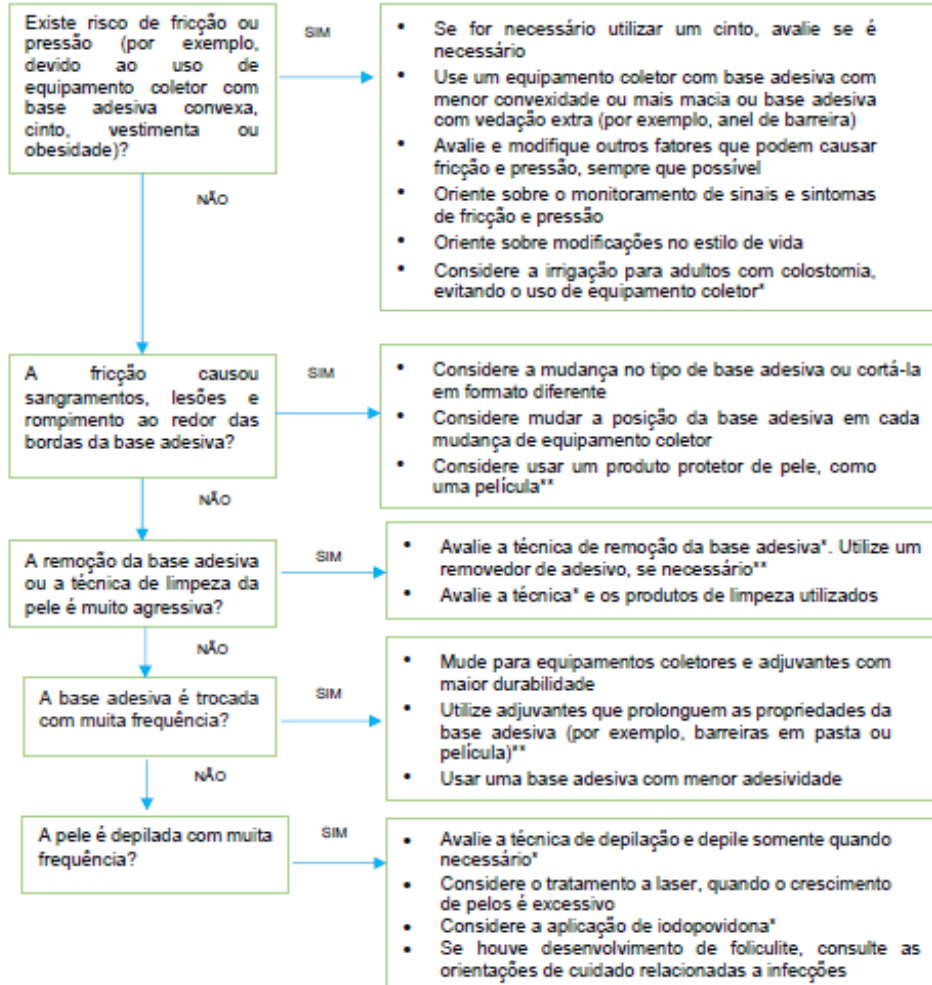 Existe risco de fricção ou
pressão (por exemplo,
devido ao uso de
equipamento coletor com
base adesiva convexa,
cinto, vestimenta ou
obesidade)?
SIM
• Se for necessário utilizar um cinto, avalie se é
necessário
• Use um equipamento coletor com base adesiva com
menor convexidade ou mais macia ou base adesiva
com vedação extra (por exemplo, anel de barreira)
• Avalie e modifique outros fatores que podem causar
fricção e pressão, sempre que possível
• Oriente sobre o monitoramento de sinais e sintomas
de fricção e pressão
• Oriente sobre modificações no estilo de vida
• Considere a irrigação para adultos com colostomia,
evitando o uso de equipamento coletor*
NÃO
A fricção causou
sangramentos, lesões e
rompimento ao redor das
bordas da base adesiva?
SIM
• Considere a mudança no tipo de base adesiva ou cortá-la
em formato diferente
• Considere mudar a posição da base adesiva em cada
mudança de equipamento coletor
• Considere usar um produto protetor de pele, como
uma película**
NÃO
A remoção da base adesiva
ou a técnica de limpeza da
pele é muito agressiva?
SIM
• Avalie a técnica de remoção da base adesiva*. Utilize um
removedor de adesivo, se necessário**
• Avalie a técnica* e os produtos de limpeza utilizados
NÃO
A base adesiva é trocada
com muita frequência?
SIM
• Mude para equipamentos coletores e adjuvantes com
maior durabilidade
• Utilize adjuvantes que prolonguem as propriedades da
base adesiva (por exemplo, barreiras em pasta ou
película)**
• Usar uma base adesiva com menor adesividade
NÃO
A pele é depilada com muita
frequência?
SIM
• Avalie a técnica de depilação e depile somente quando
necessário*
• Considere o tratamento a laser, quando o crescimento
de pelos é excessivo
• Considere a aplicação de iodopovidona*
• Se houve desenvolvimento de foliculite, consulte as
orientações de cuidado relacionadas a infecções